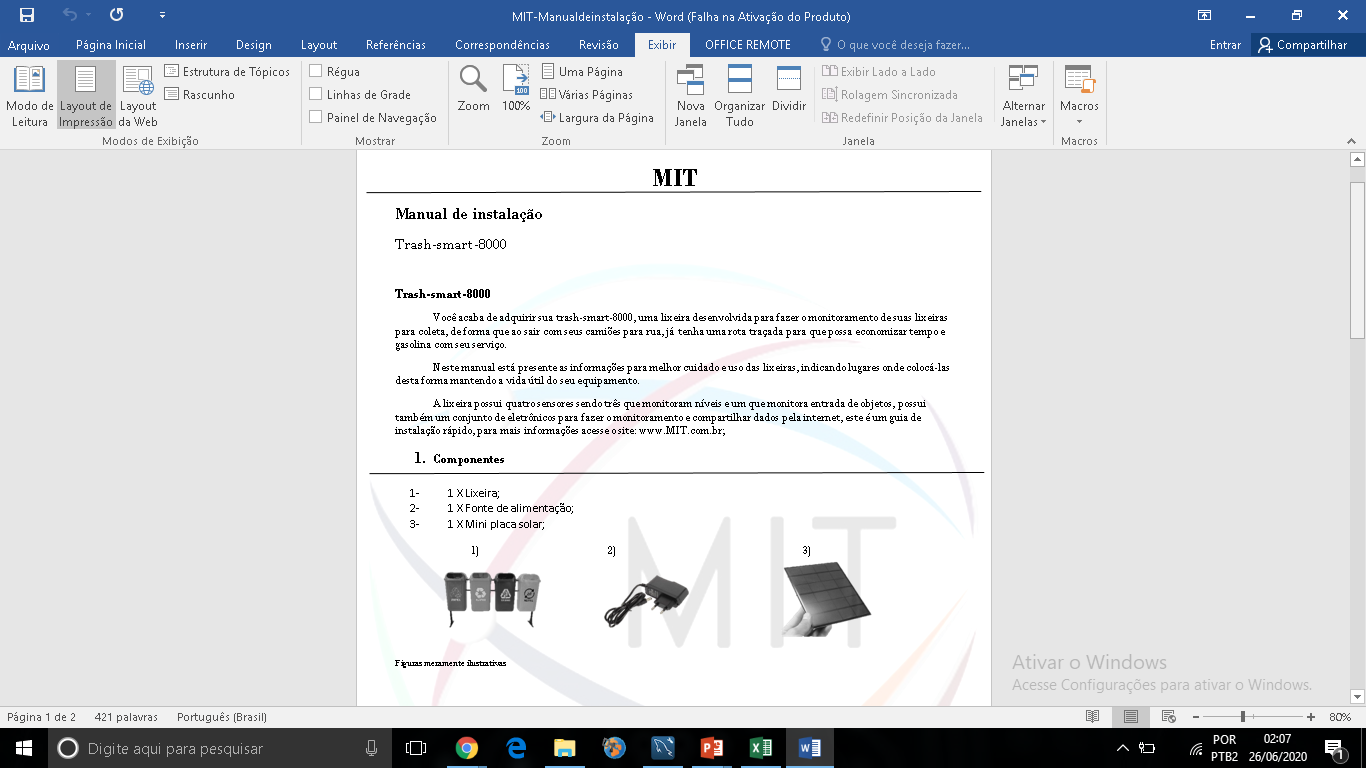 MIT-Manualdeinstalação - Word (Falha na Ativação do Produto)
Arquivo Página Inicial Inserir Design Layout Referências Correspondências Revisão Exibir OFFICE REMOTE O que você deseja fazer... Entrar Compartilhar
Modo de Leitura
Layout de Impressão
Layout da Web
Estrutura de Tópicos
Rascunho
Modos de Exibição
Régua
Linhas de Grade
Painel de Navegação
Mostrar
Zoom
100
100%
Uma Página
Várias Páginas
Largura da Página
Zoom
Nova Janela
Organizar Tudo
Dividir
Exibir Lado a Lado
Rolagem Sincronizada
Redefinir Posição da Janela
Janela
Alternar Janelas
Macros
Macros
MIT
Manual de instalação
Trash-smart-8000
Trash-smart-8000
Você acaba de adquirir sua trash-smart-8000, uma lixeira desenvolvida para fazer o monitoramento de suas lixeiras
para coleta, de forma que ao sair com seus camiões para rua, já tenha uma rota traçada para que possa economizar tempo e
gasolina com seu serviço.
Neste manual está presente as informações para melhor cuidado e uso das lixeiras, indicando lugares onde colocá-las
desta forma mantendo a vida útil do seu equipamento.
A lixeira possui quatro sensores sendo três que monitoram níveis e um que monitora entrada de objetos, possui
também um conjunto de eletrônicos para fazer o monitoramento e compartilhar dados pela internet, este é um guia de
instalação rápido, para mais informações acesse o site: www.MIT.com.br;
1. Componentes
1- 1 X Lixeira;
2- 1 X Fonte de alimentação;
3- 1 X Mini placa solar;
1) 2) 3)
MIT
Figuras meramente ilustrativas
Ativar o Windows
Acesse Configurações para ativar o Windows.
Página 1 de 2 421 palavras Português (Brasil) 80%
Digite aqui para pesquisar
POR
PTB2
02:07
26/06/2020
1